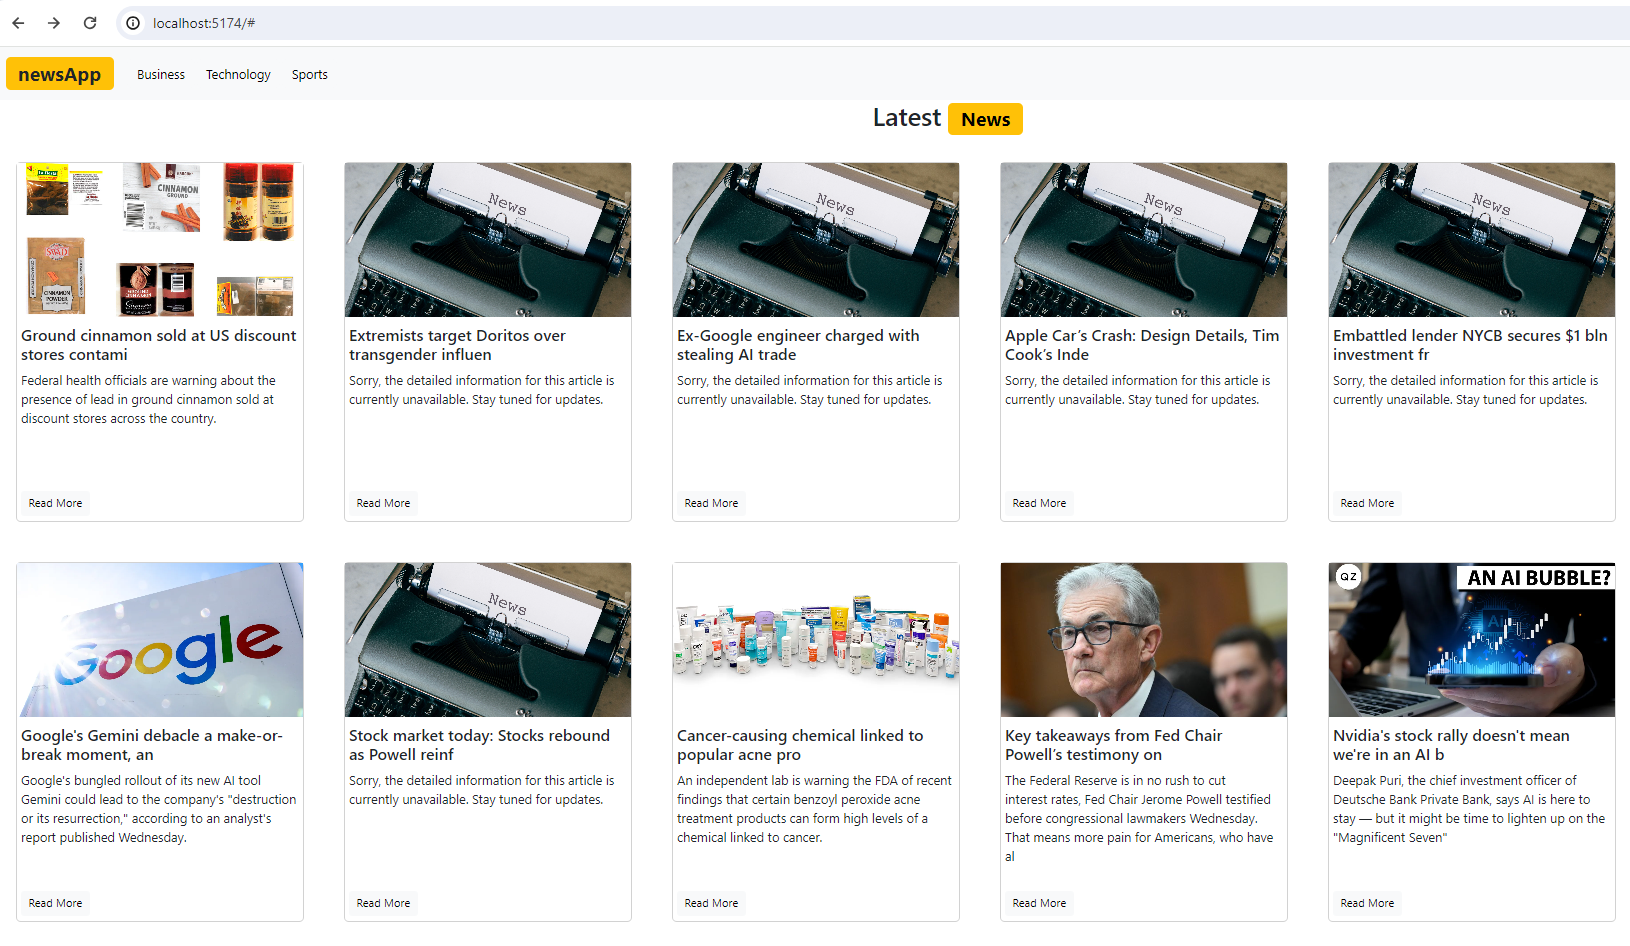 localhost:5174/#
newsApp
Business
Technology
Sports
Latest News
CINNAMON
GROUND
SWAD
CINNAMON
POWDER
News
News
News
News
Ground cinnamon sold at US discount
stores contami
Federal health officials are warning about the
presence of lead in ground cinnamon sold at
discount stores across the country.
Read More
Extremists target Doritos over
transgender influen
Sorry, the detailed information for this article is
currently unavailable. Stay tuned for updates.
Read More
Ex-Google engineer charged with
stealing AI trade
Sorry, the detailed information for this article is
currently unavailable. Stay tuned for updates.
Read More
Apple Car’s Crash: Design Details, Tim
Cook’s Inde
Sorry, the detailed information for this article is
currently unavailable. Stay tuned for updates.
Read More
Embattled lender NYCB secures $1 bln
investment fr
Sorry, the detailed information for this article is
currently unavailable. Stay tuned for updates.
Read More
Google
Google's Gemini debacle a make-or-
break moment, an
Google's bungled rollout of its new AI tool
Gemini could lead to the company's "destruction
or its resurrection," according to an analyst's
report published Wednesday.
Read More
News
Stock market today: Stocks rebound
as Powell reinf
Sorry, the detailed information for this article is
currently unavailable. Stay tuned for updates.
Read More
Cancer-causing chemical linked to
popular acne pro
An independent lab is warning the FDA of recent
findings that certain benzoyl peroxide acne
treatment products can form high levels of a
chemical linked to cancer.
Read More
Key takeaways from Fed Chair
Powell’s testimony on
The Federal Reserve is in no rush to cut
interest rates, Fed Chair Jerome Powell testified
before congressional lawmakers Wednesday.
That means more pain for Americans, who have
al
Read More
QZ
AN AI BUBBLE?
AI
Nvidia's stock rally doesn't mean
we're in an AI b
Deepak Puri, the chief investment officer of
Deutsche Bank Private Bank, says AI is here to
stay — but it might be time to lighten up on the
"Magnificent Seven"
Read More